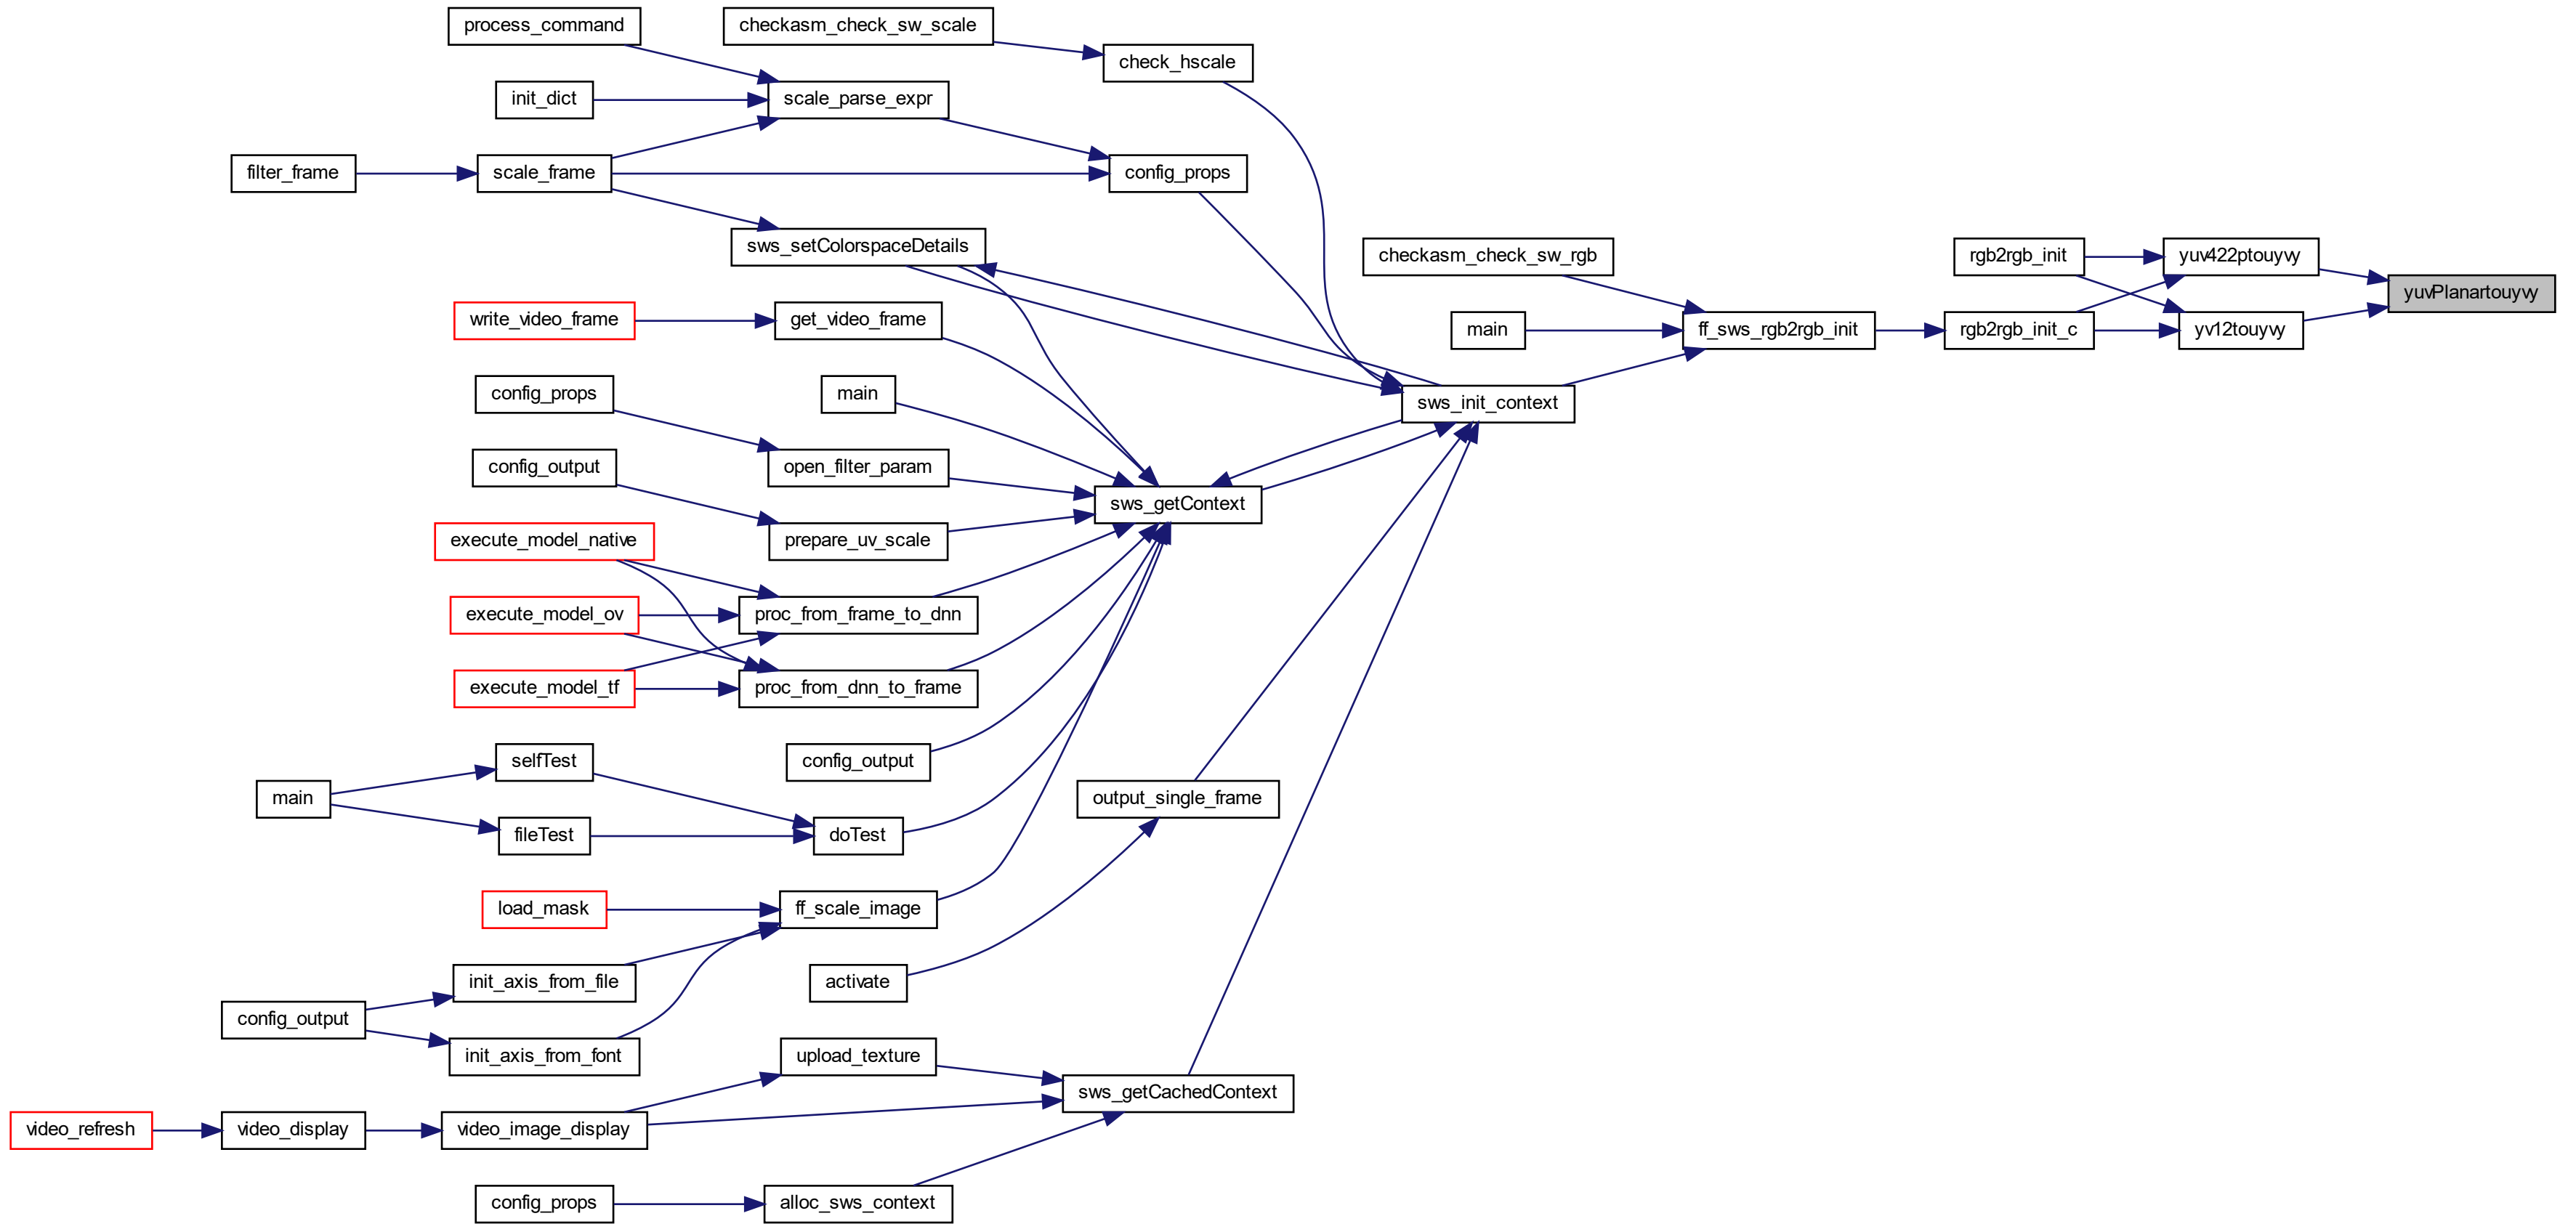 process_command
checkasm_check_sw_scale
check_hscale
init_dict
scale_parse_expr
filter_frame
scale_frame
config_props
sws_setColorspaceDetails
checkasm_check_sw_rgb
rgb2rgb_init
yuv422ptouyvy
yuvPlanartouyvy
write_video_frame
get_video_frame
main
ff_sws_rgb2rgb_init
rgb2rgb_init_c
yv12touyvy
config_props
main
sws_init_context
config_output
open_filter_param
sws_getContext
execute_model_native
prepare_uv_scale
execute_model_ov
proc_from_frame_to_dnn
execute_model_tf
proc_from_dnn_to_frame
selfTest
config_output
main
output_single_frame
fileTest
doTest
load_mask
ff_scale_image
init_axis_from_file
activate
config_output
init_axis_from_font
upload_texture
sws_getCachedContext
video_refresh
video_display
video_image_display
config_props
alloc_sws_context